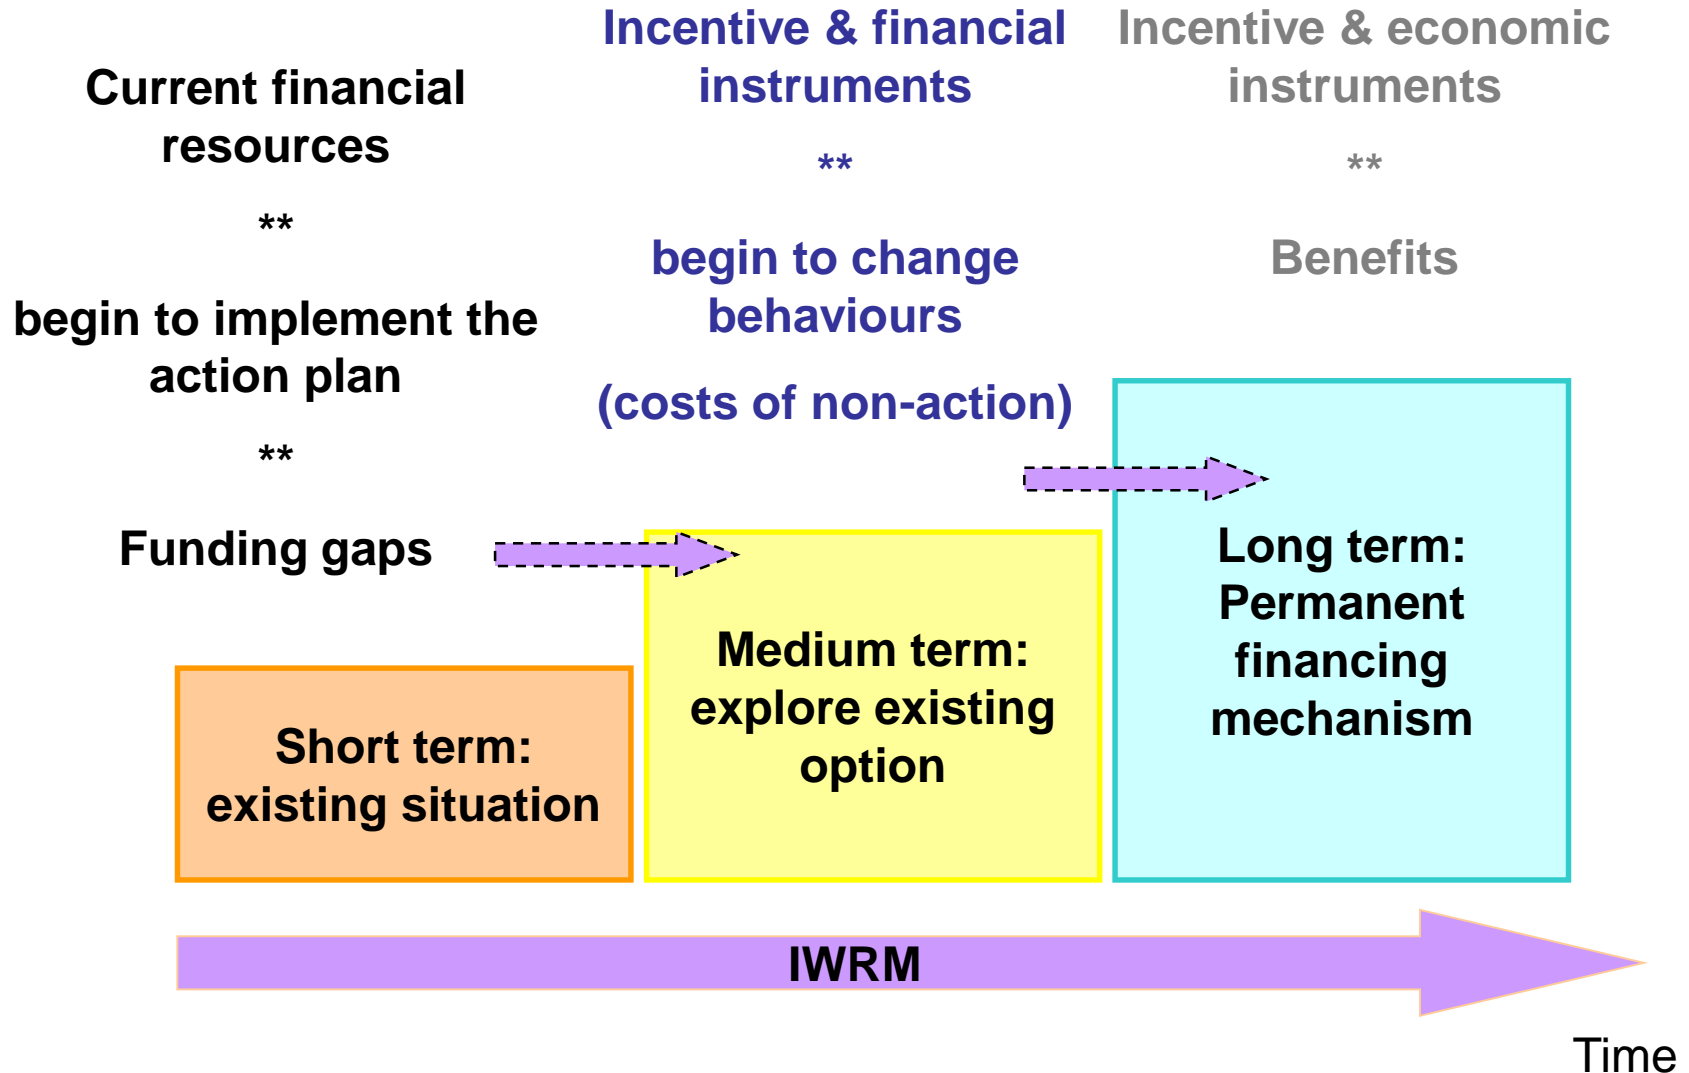 Current financial
resources
**
begin to implement the
action plan
**
Funding gaps
Short term:
existing situation
Incentive & financial
instruments
**
begin to change
behaviours
(costs of non-action)
Medium term:
explore existing
option
Incentive & economic
instruments
**
Benefits
Long term:
Permanent
financing
mechanism
IWRM
Time